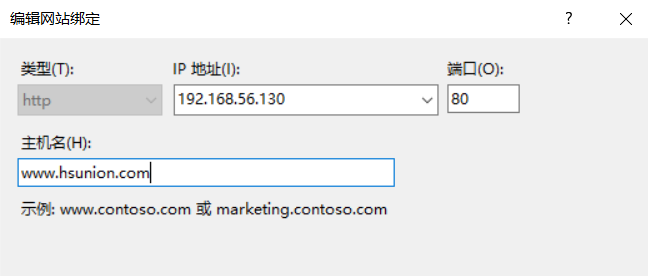 编辑网站绑定 ? ×
类型(T): IP 地址(I): 端口(O):
http 192.168.56.130 80
主机名(H):
www.hsunion.com
示例: www.contoso.com 或 marketing.contoso.com